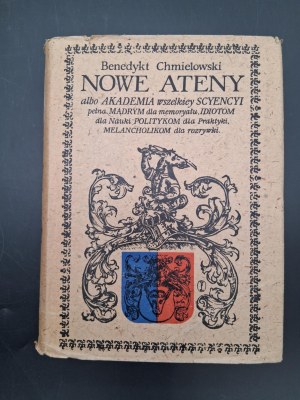 Benedykt Chmielowski
NOWE ATENY
albo AKADEMIA wszelkiey SCYENCYI
pełna, MĄDRYM dla memoryału, IDIOTOM
dla Nauki, POLITYKOM dla Praktyki,
MELANCHOLIKOM dla rozrywki.